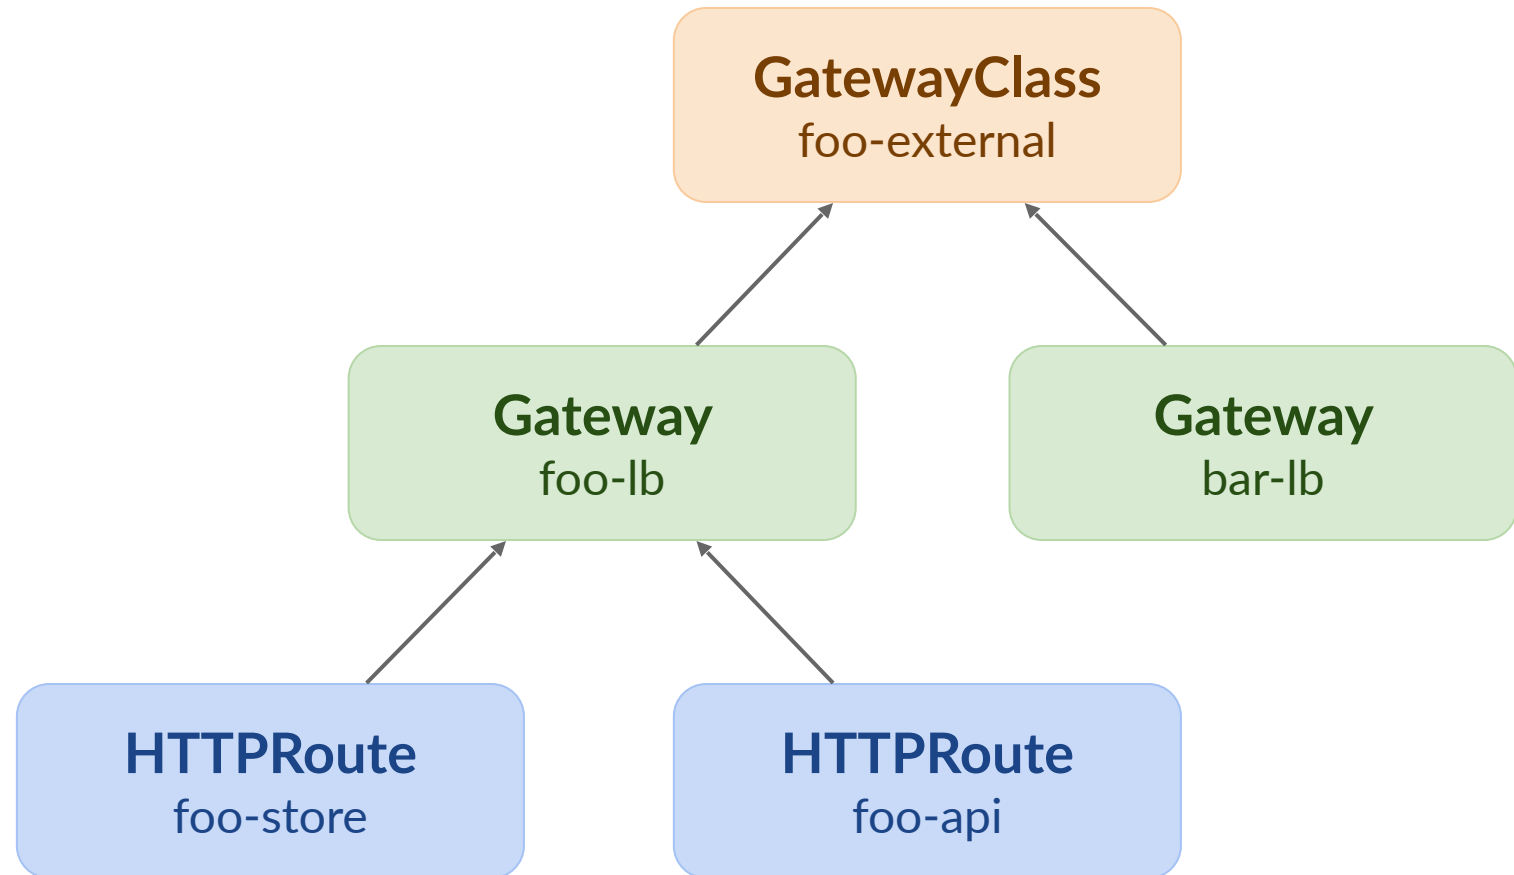 GatewayClass
foo-external
Gateway
foo-lb
Gateway
bar-lb
HTTPRoute
foo-store
HTTPRoute
foo-api